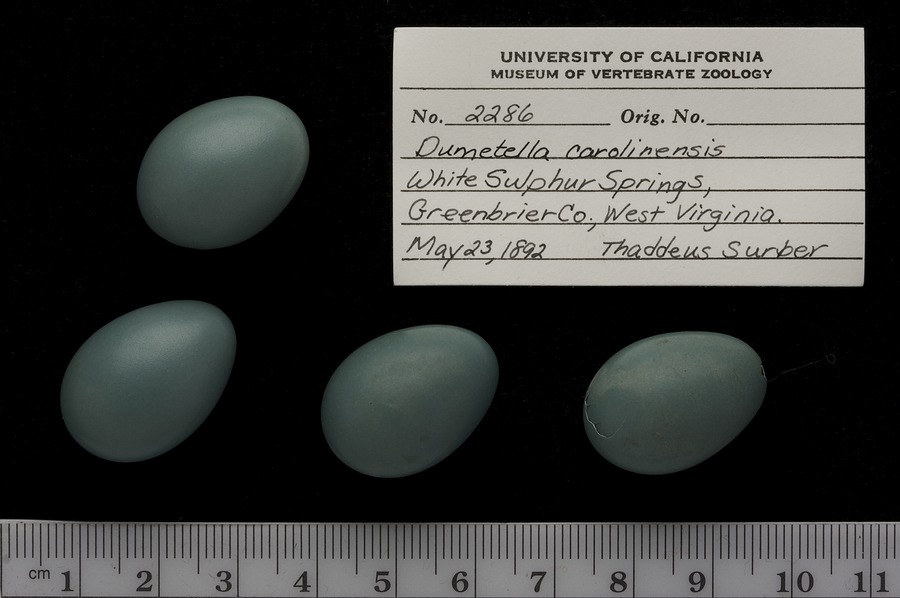 UNIVERSITY OF CALIFORNIA
MUSEUM OF VERTEBRATE ZOOLOGY
No. 2286 Orig. No.
Dumetella carolinensis
White Sulphur Springs,
Greenbrier Co., West Virginia.
May 23, 1892 Thaddeus Surber
cm 1 2 3 4 5 6 7 8 9 10 11